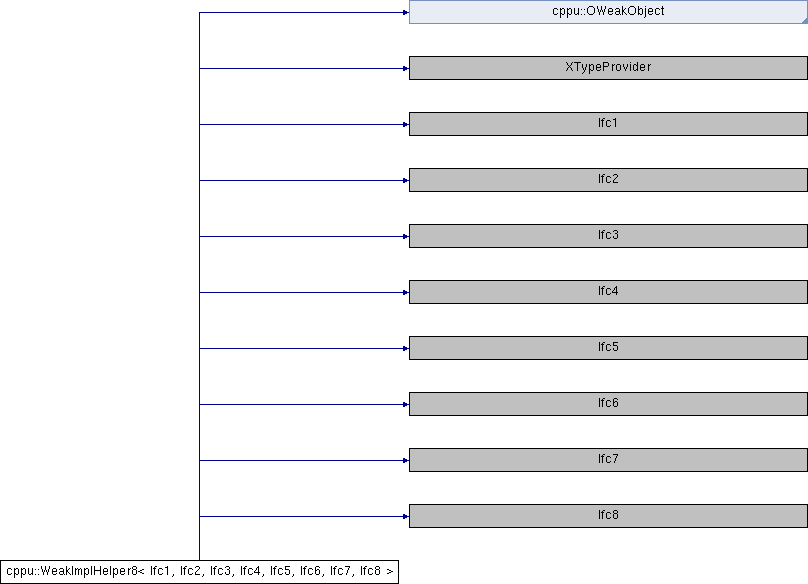 cppu::OWeakObject
XTypeProvider
Ifc1
Ifc2
Ifc3
Ifc4
Ifc5
Ifc6
Ifc7
Ifc8
cppu::WeakImplHelper8< Ifc1, Ifc2, Ifc3, Ifc4, Ifc5, Ifc6, Ifc7, Ifc8 >